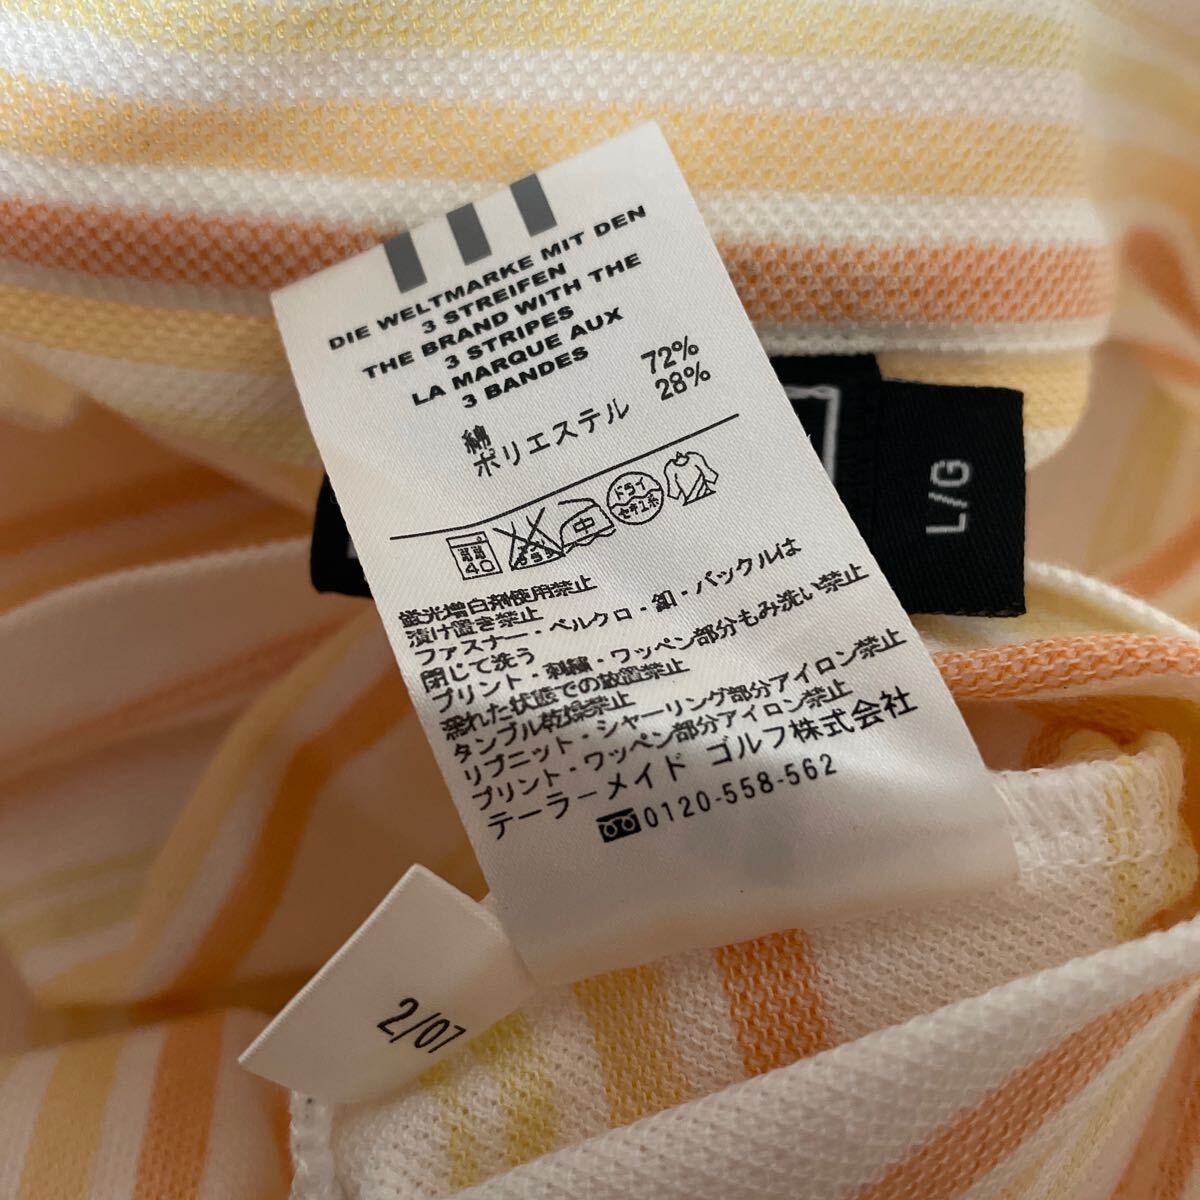 DIE WELTMARKE MIT DEN
3 STREIFEN
THE BRAND WITH THE
3 STRIPES
LA MARQUE AUX
3 BANDES
綿 72%
ポリエステル 28%
40
中
ドライ
セキユ系
蛍光増白剤使用禁止
漬け置き禁止
ファスナー・ベルクロ・釦・バックルは
閉じて洗う
プリント・刺繍・ワッペン部分もみ洗い禁止
濡れた状態での放置禁止
タンブル乾燥禁止
リブニット・シャーリング部分アイロン禁止
プリント・ワッペン部分アイロン禁止
テーラーメイド ゴルフ株式会社
0120-558-562
L/G
2/07